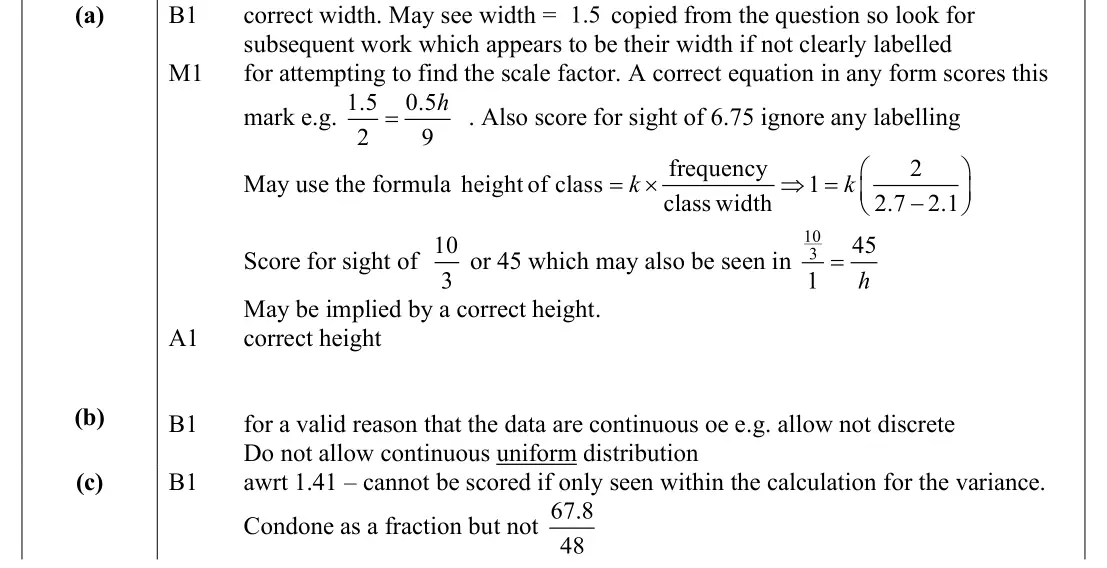 (a) B1 correct width. May see width = 1.5 copied from the question so look for
subsequent work which appears to be their width if not clearly labelled
M1 for attempting to find the scale factor. A correct equation in any form scores this
mark e.g. 1.5/2 = 0.5h/9 . Also score for sight of 6.75 ignore any labelling
May use the formula height of class = k × frequency/class width ⇒ 1 = k(2/(2.7 − 2.1))
Score for sight of 10/3 or 45 which may also be seen in (10/3)/1 = 45/h
May be implied by a correct height.
A1 correct height
(b) B1 for a valid reason that the data are continuous oe e.g. allow not discrete
Do not allow continuous uniform distribution
(c) B1 awrt 1.41 – cannot be scored if only seen within the calculation for the variance.
Condone as a fraction but not 67.8/48